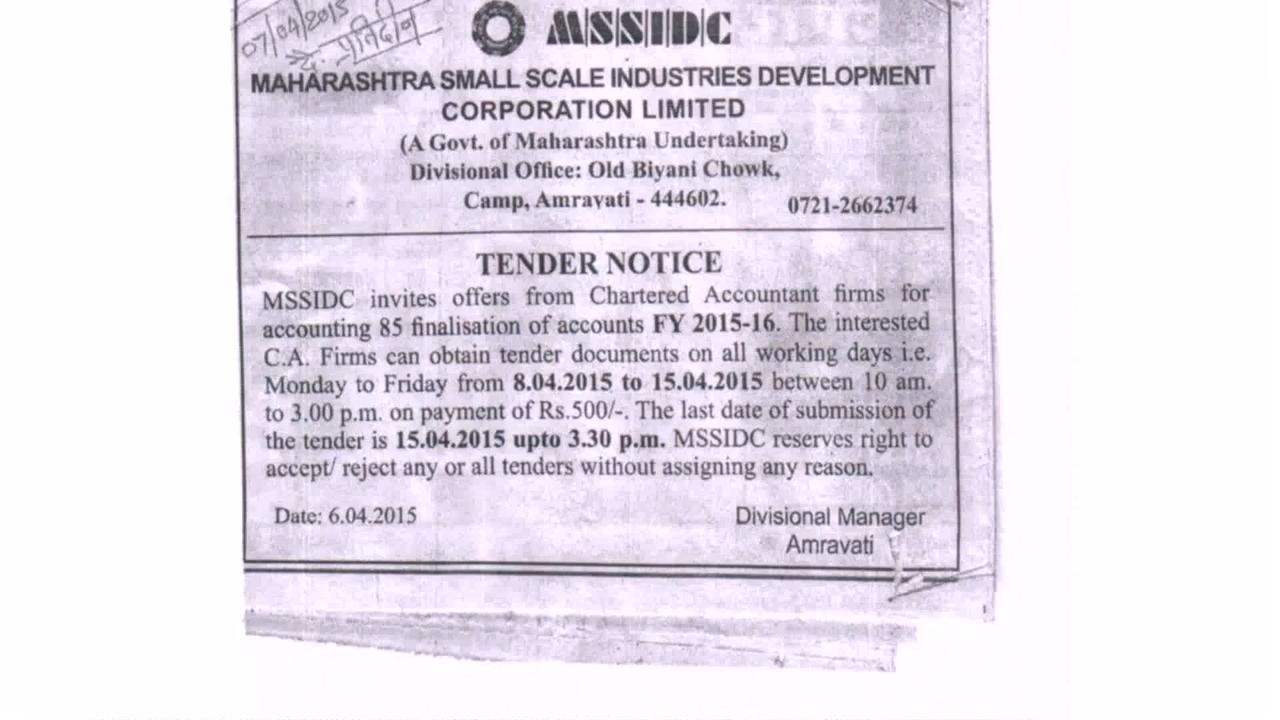 07/04/2015
दै. प्रतिदिन
MSSIDC
MAHARASHTRA SMALL SCALE INDUSTRIES DEVELOPMENT
CORPORATION LIMITED
(A Govt. of Maharashtra Undertaking)
Divisional Office: Old Biyani Chowk,
Camp, Amravati - 444602. 0721-2662374
TENDER NOTICE
MSSIDC invites offers from Chartered Accountant firms for
accounting 85 finalisation of accounts FY 2015-16. The interested
C.A. Firms can obtain tender documents on all working days i.e.
Monday to Friday from 8.04.2015 to 15.04.2015 between 10 am.
to 3.00 p.m. on payment of Rs.500/-. The last date of submission of
the tender is 15.04.2015 upto 3.30 p.m. MSSIDC reserves right to
accept/ reject any or all tenders without assigning any reason.
Date: 6.04.2015 Divisional Manager
Amravati